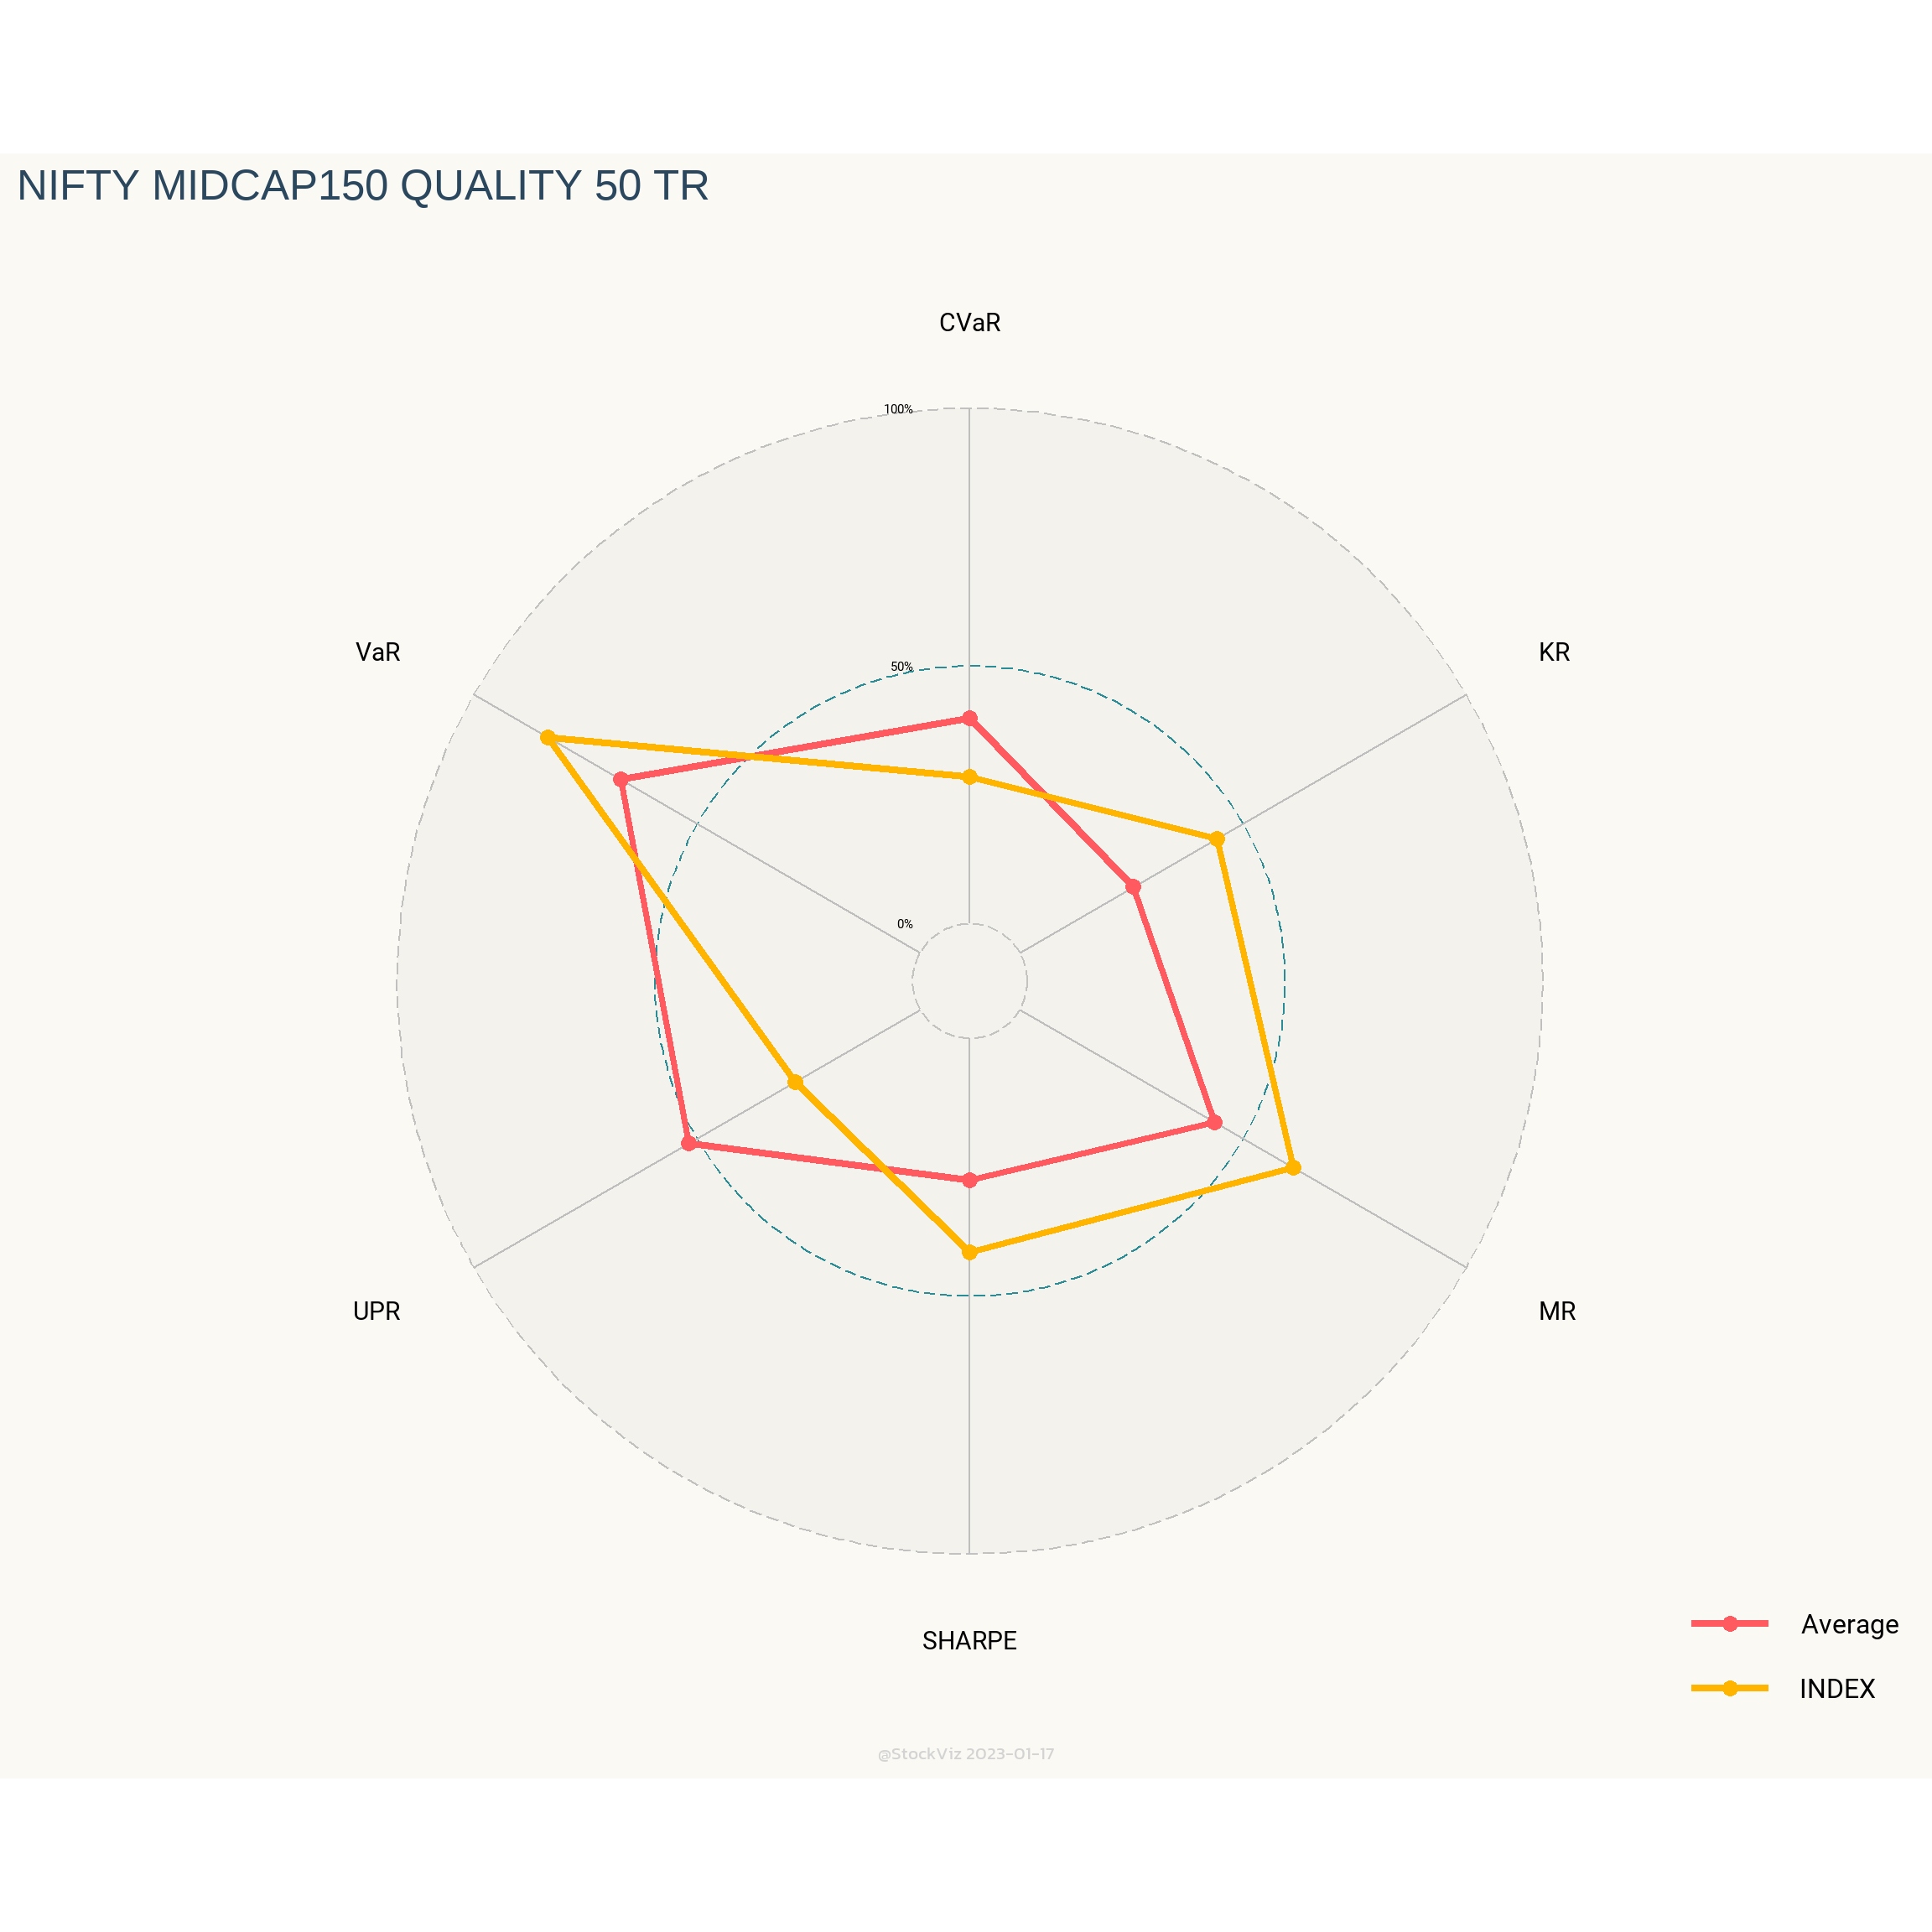 NIFTY MIDCAP150 QUALITY 50 TR
CVaR
100%
VaR
KR
50%
0%
UPR
MR
SHARPE
Average
INDEX
@StockViz 2023-01-17